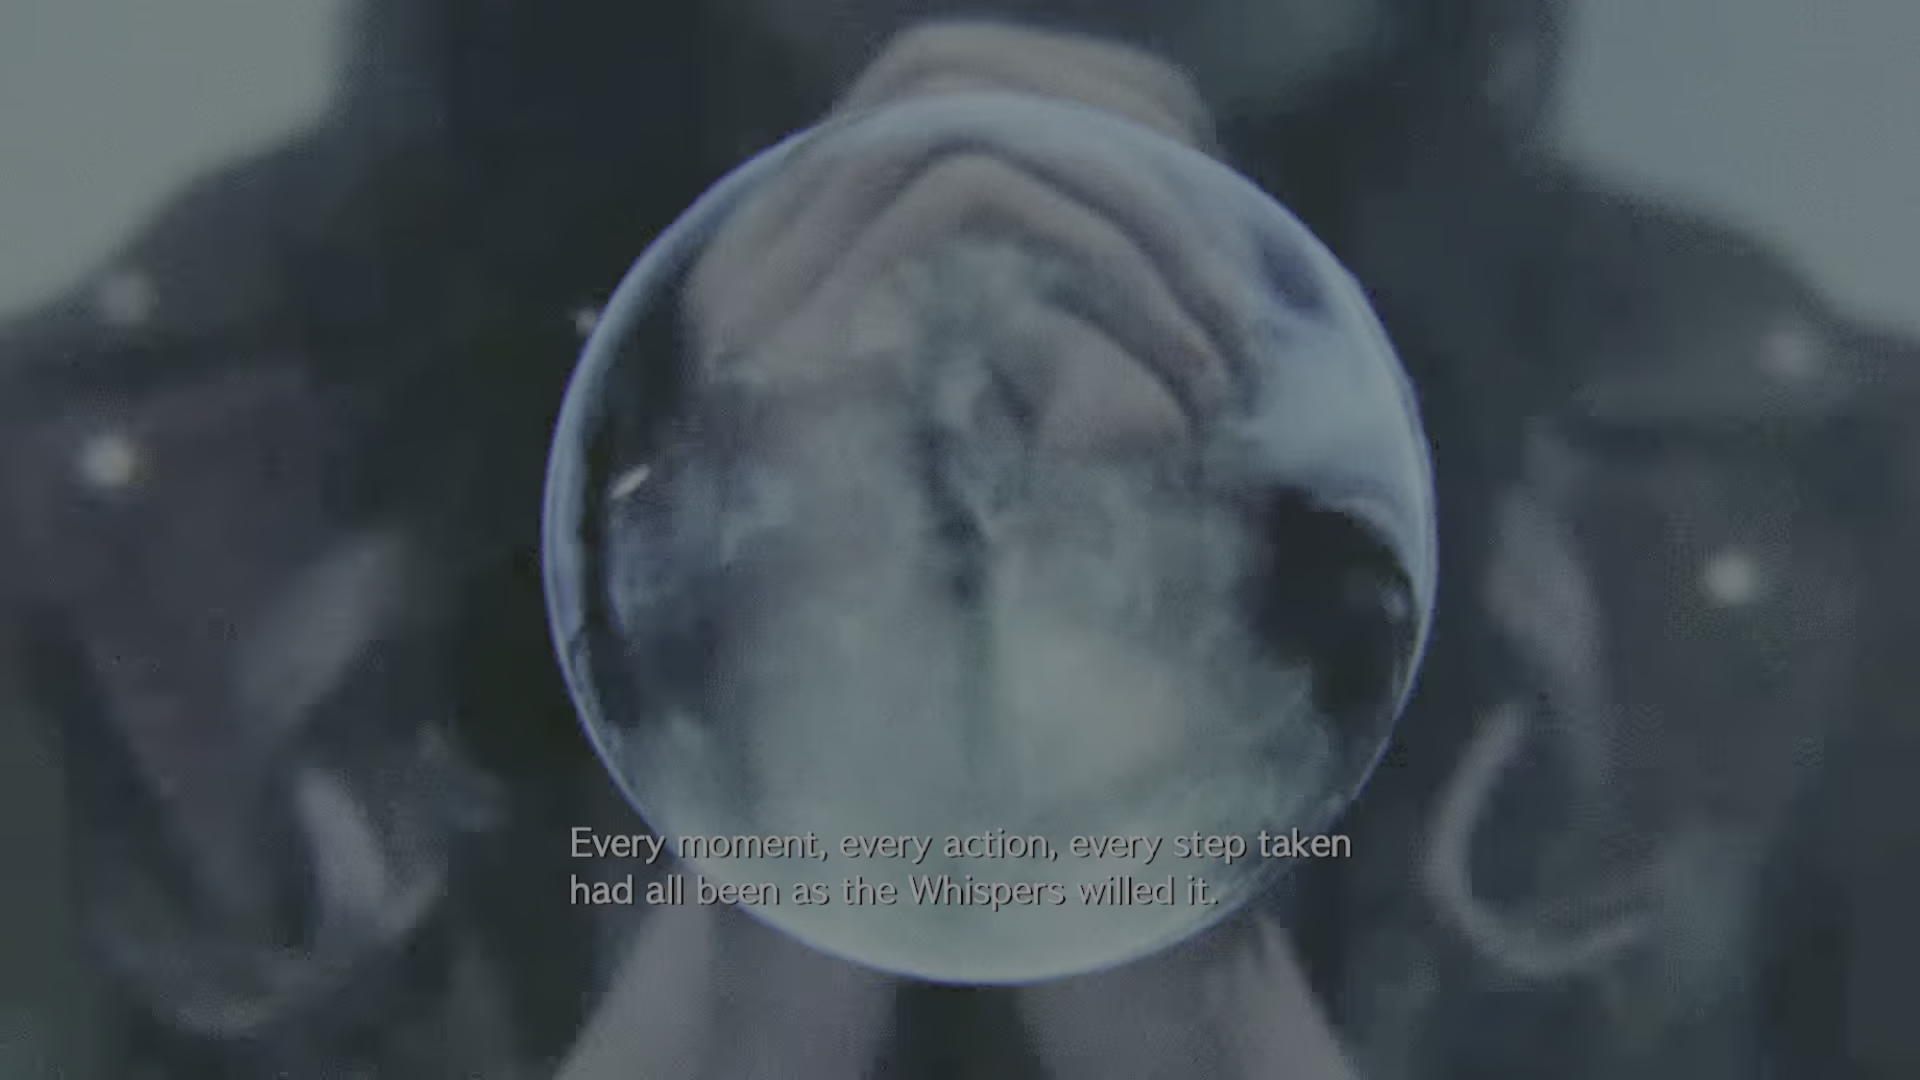 Every moment, every action, every step taken
had all been as the Whispers willed it.